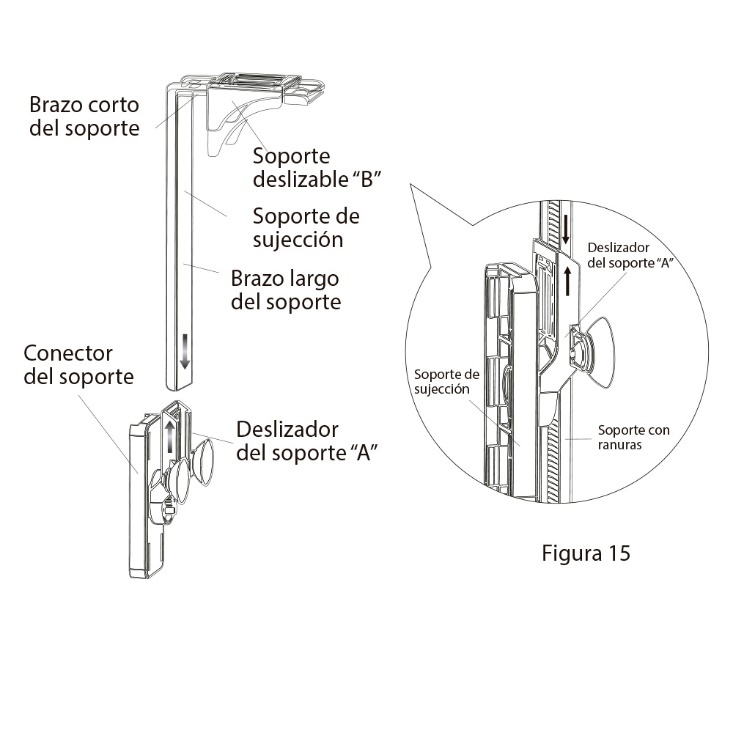 Brazo corto
del soporte
Soporte
deslizable “B”
Soporte de
sujección
Brazo largo
del soporte
Conector
del soporte
Deslizador
del soporte “A”
Deslizador
del soporte “A”
Soporte de
sujección
Soporte con
ranuras
Figura 15